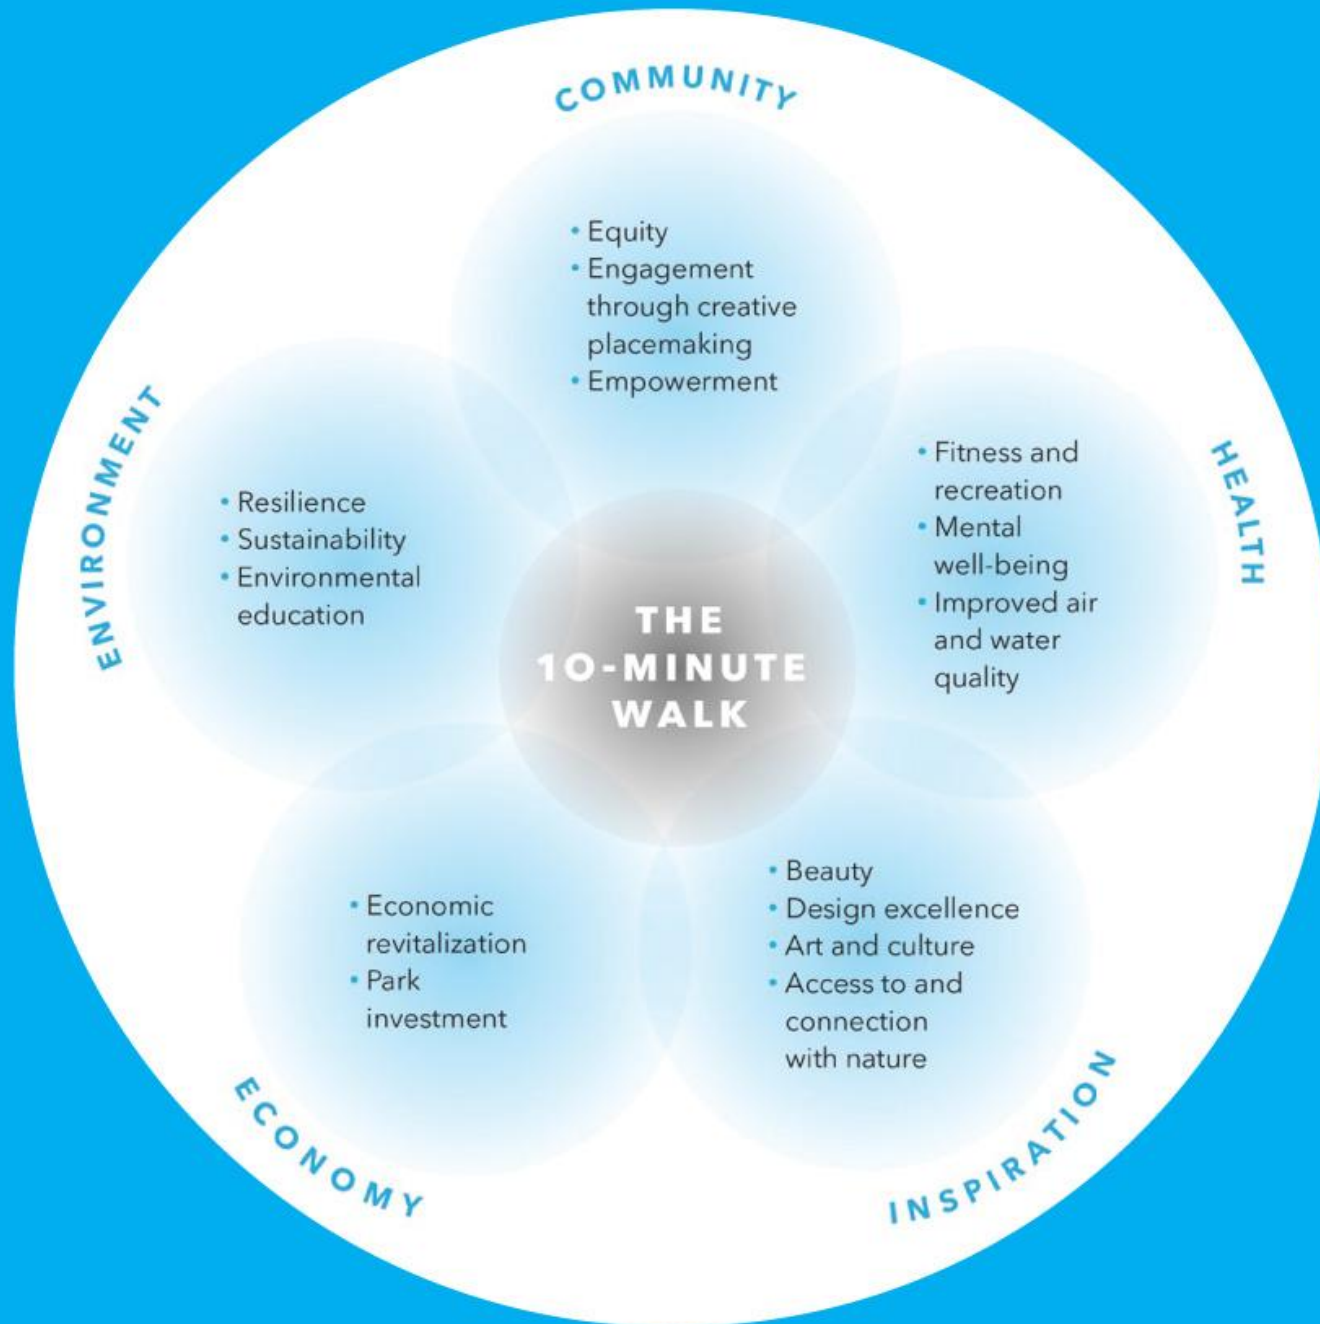 COMMUNITY
• Equity
• Engagement
through creative
placemaking
• Empowerment
HEALTH
• Fitness and
recreation
• Mental
well-being
• Improved air
and water
quality
INSPIRATION
• Beauty
• Design excellence
• Art and culture
• Access to and
connection
with nature
ECONOMY
• Economic
revitalization
• Park
investment
ENVIRONMENT
• Resilience
• Sustainability
• Environmental
education
THE
10-MINUTE
WALK